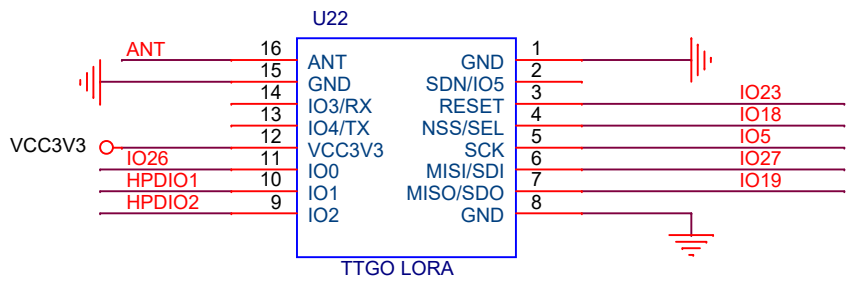 U22
ANT 16 ANT GND 1
15 GND SDN/IO5 2
14 IO3/RX RESET 3 IO23
13 IO4/TX NSS/SEL 4 IO18
VCC3V3 12 VCC3V3 SCK 5 IO5
IO26 11 IO0 MISI/SDI 6 IO27
HPDIO1 10 IO1 MISO/SDO 7 IO19
HPDIO2 9 IO2 GND 8
TTGO LORA